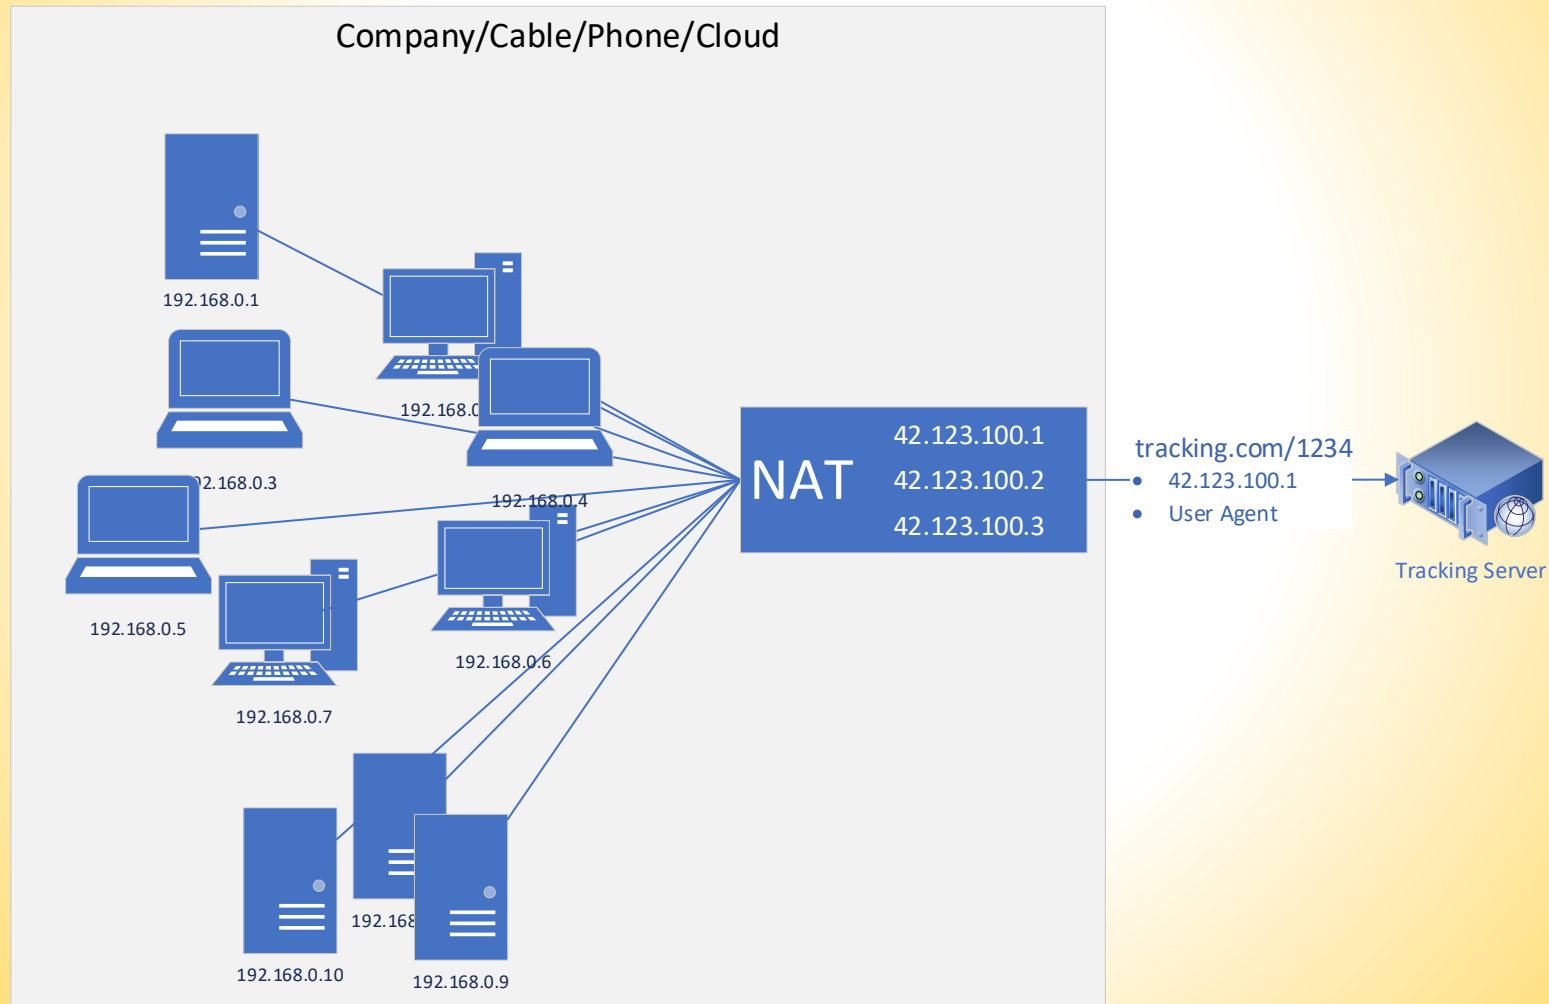 Company/Cable/Phone/Cloud
192.168.0.1
192.168.0
192.168.0.3
192.168.0.4
192.168.0.5
192.168.0.6
192.168.0.7
192.168
192.168.0.10
192.168.0.9
NAT
42.123.100.1
42.123.100.2
42.123.100.3
tracking.com/1234
• 42.123.100.1
• User Agent
Tracking Server